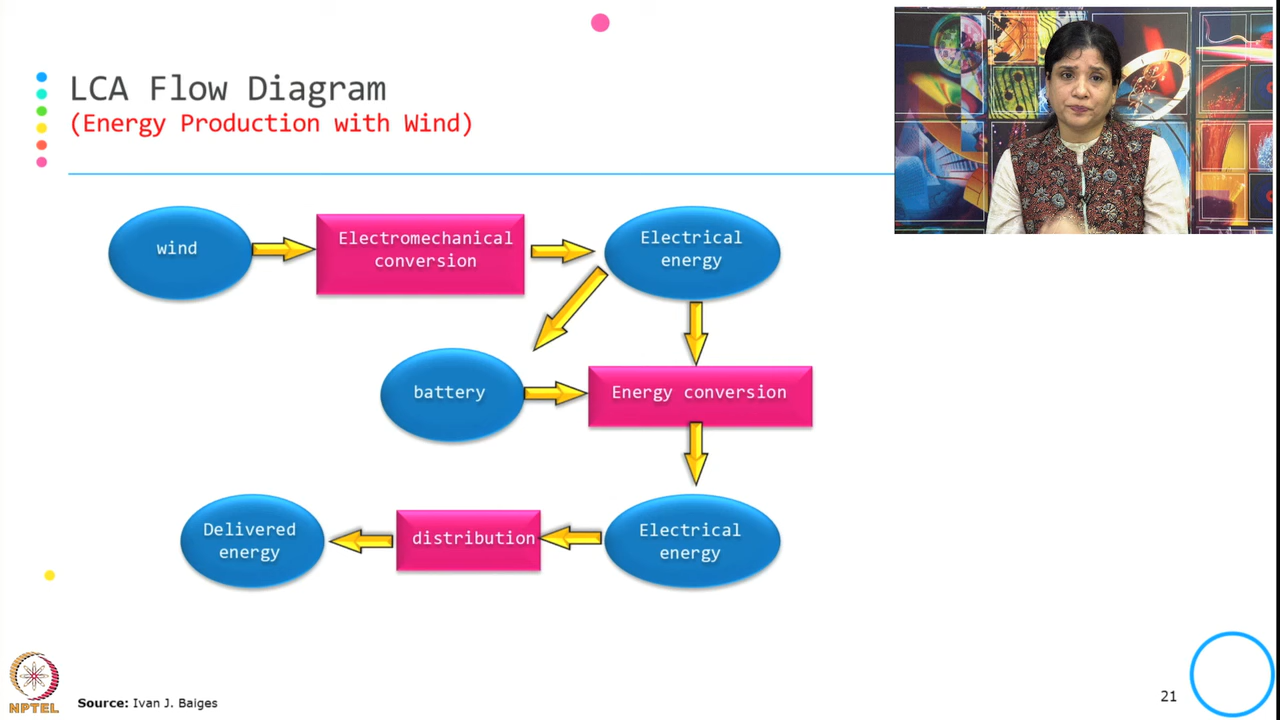 LCA Flow Diagram
(Energy Production with Wind)
wind
Electromechanical
conversion
Electrical
energy
battery
Energy conversion
Delivered
energy
distribution
Electrical
energy
NPTEL
Source: Ivan J. Baiges
21